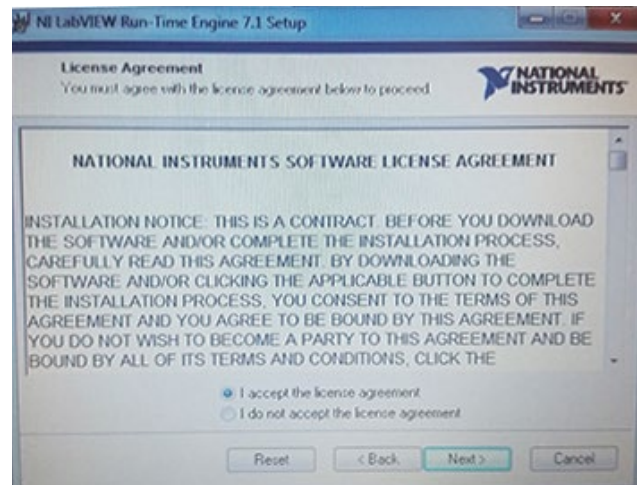 NI LabVIEW Run-Time Engine 7.1 Setup
License Agreement
You must agree with the license agreement below to proceed.
NATIONAL
INSTRUMENTS
NATIONAL INSTRUMENTS SOFTWARE LICENSE AGREEMENT
INSTALLATION NOTICE: THIS IS A CONTRACT. BEFORE YOU DOWNLOAD
THE SOFTWARE AND/OR COMPLETE THE INSTALLATION PROCESS,
CAREFULLY READ THIS AGREEMENT. BY DOWNLOADING THE
SOFTWARE AND/OR CLICKING THE APPLICABLE BUTTON TO COMPLETE
THE INSTALLATION PROCESS, YOU CONSENT TO THE TERMS OF THIS
AGREEMENT AND YOU AGREE TO BE BOUND BY THIS AGREEMENT. IF
YOU DO NOT WISH TO BECOME A PARTY TO THIS AGREEMENT AND BE
BOUND BY ALL OF ITS TERMS AND CONDITIONS, CLICK THE
I accept the license agreement
I do not accept the license agreement
Reset < Back Next > Cancel